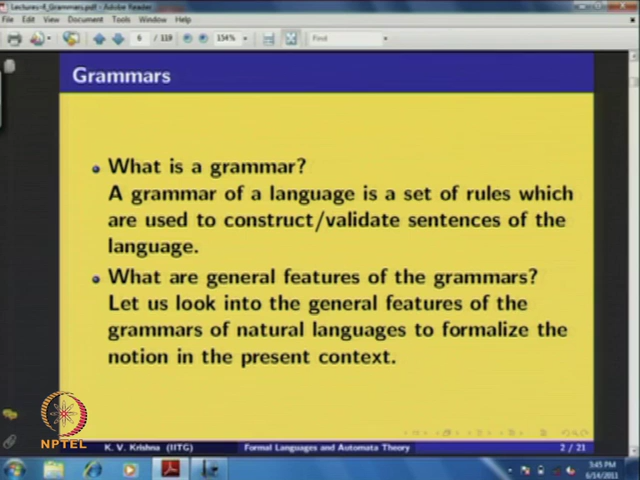 Lectures-4_Grammars.pdf - Adobe Reader
File Edit View Document Tools Window Help
6 / 119 154% Find
Grammars
What is a grammar?
A grammar of a language is a set of rules which
are used to construct/validate sentences of the
language.
What are general features of the grammars?
Let us look into the general features of the
grammars of natural languages to formalize the
notion in the present context.
NPTEL
K. V. Krishna (IITG) Formal Languages and Automata Theory 2 / 21
3:45 PM
6/14/2011